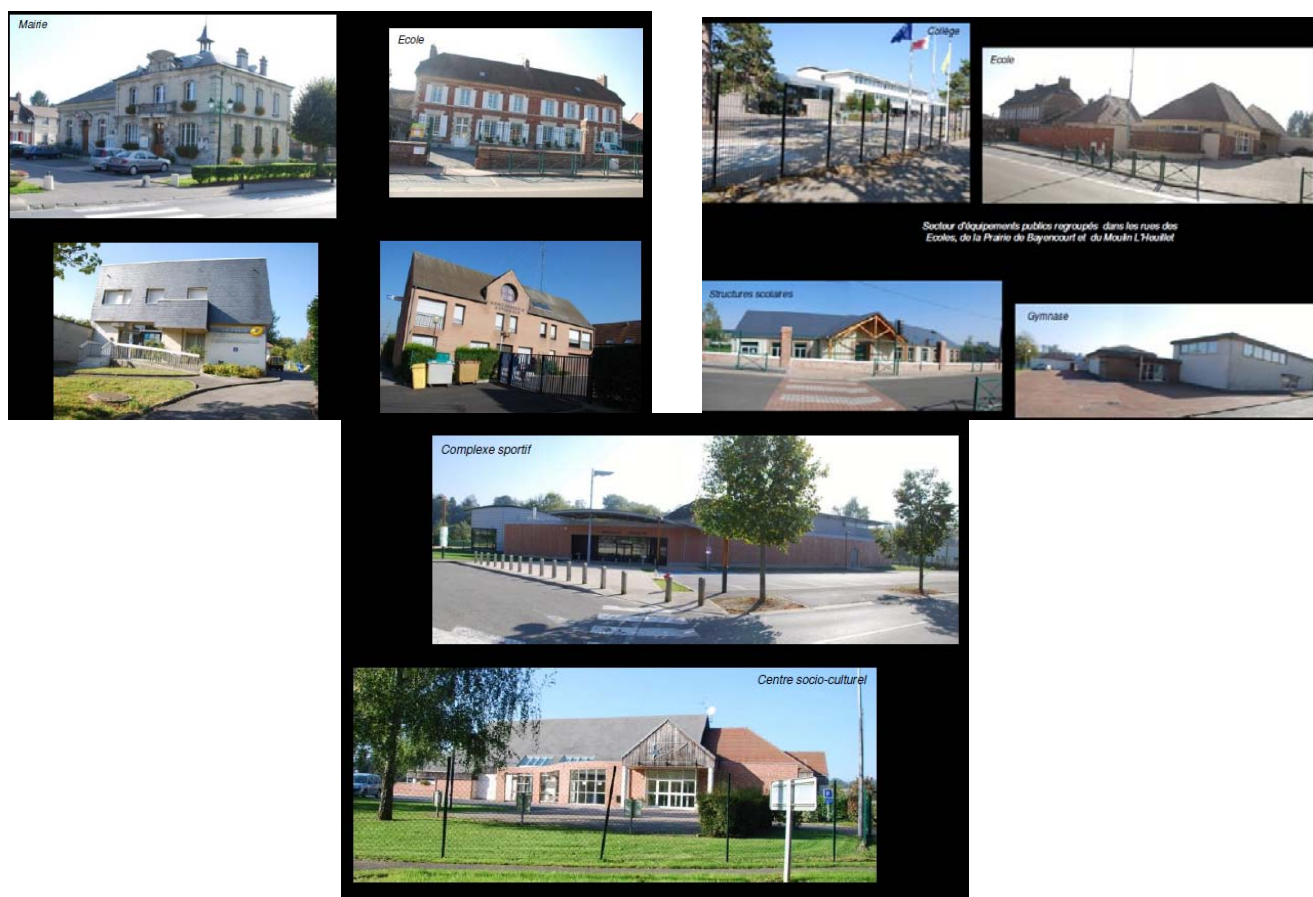 Mairie
Ecole
Collège
Ecole
Secteur d'équipements publics regroupés dans les rues des
Ecoles, de la Prairie de Bayencourt et du Moulin L'Heuillet
Structures scolaires
Gymnase
Complexe sportif
Centre socio-culturel